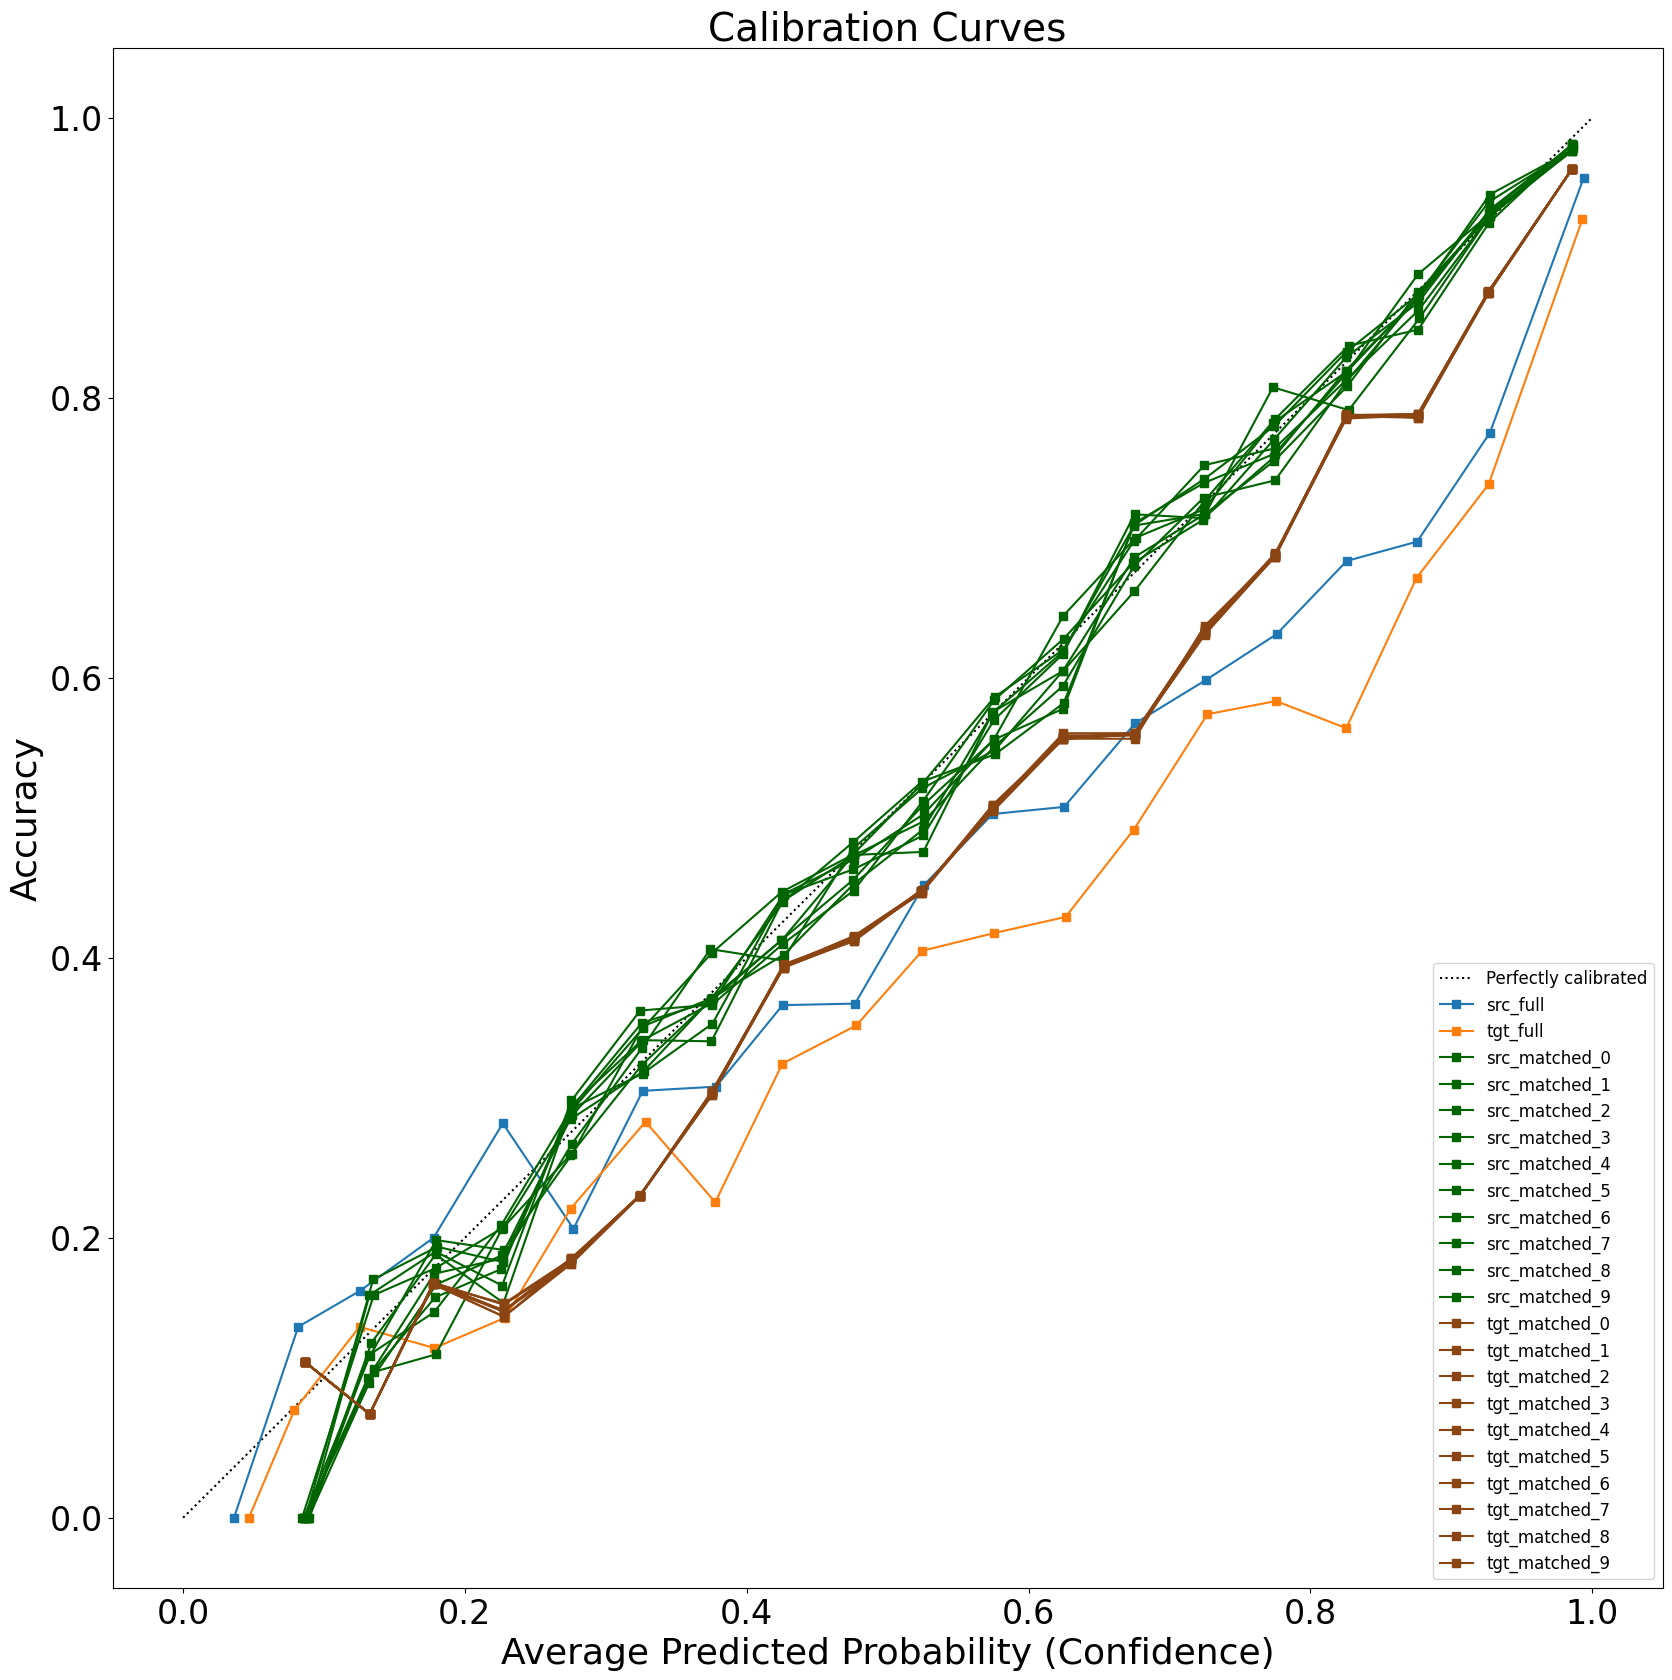 Calibration Curves
1.0
0.8
0.6
0.4
0.2
0.0
Accuracy
0.0 0.2 0.4 0.6 0.8 1.0
Average Predicted Probability (Confidence)
Perfectly calibrated
src_full
tgt_full
src_matched_0
src_matched_1
src_matched_2
src_matched_3
src_matched_4
src_matched_5
src_matched_6
src_matched_7
src_matched_8
src_matched_9
tgt_matched_0
tgt_matched_1
tgt_matched_2
tgt_matched_3
tgt_matched_4
tgt_matched_5
tgt_matched_6
tgt_matched_7
tgt_matched_8
tgt_matched_9